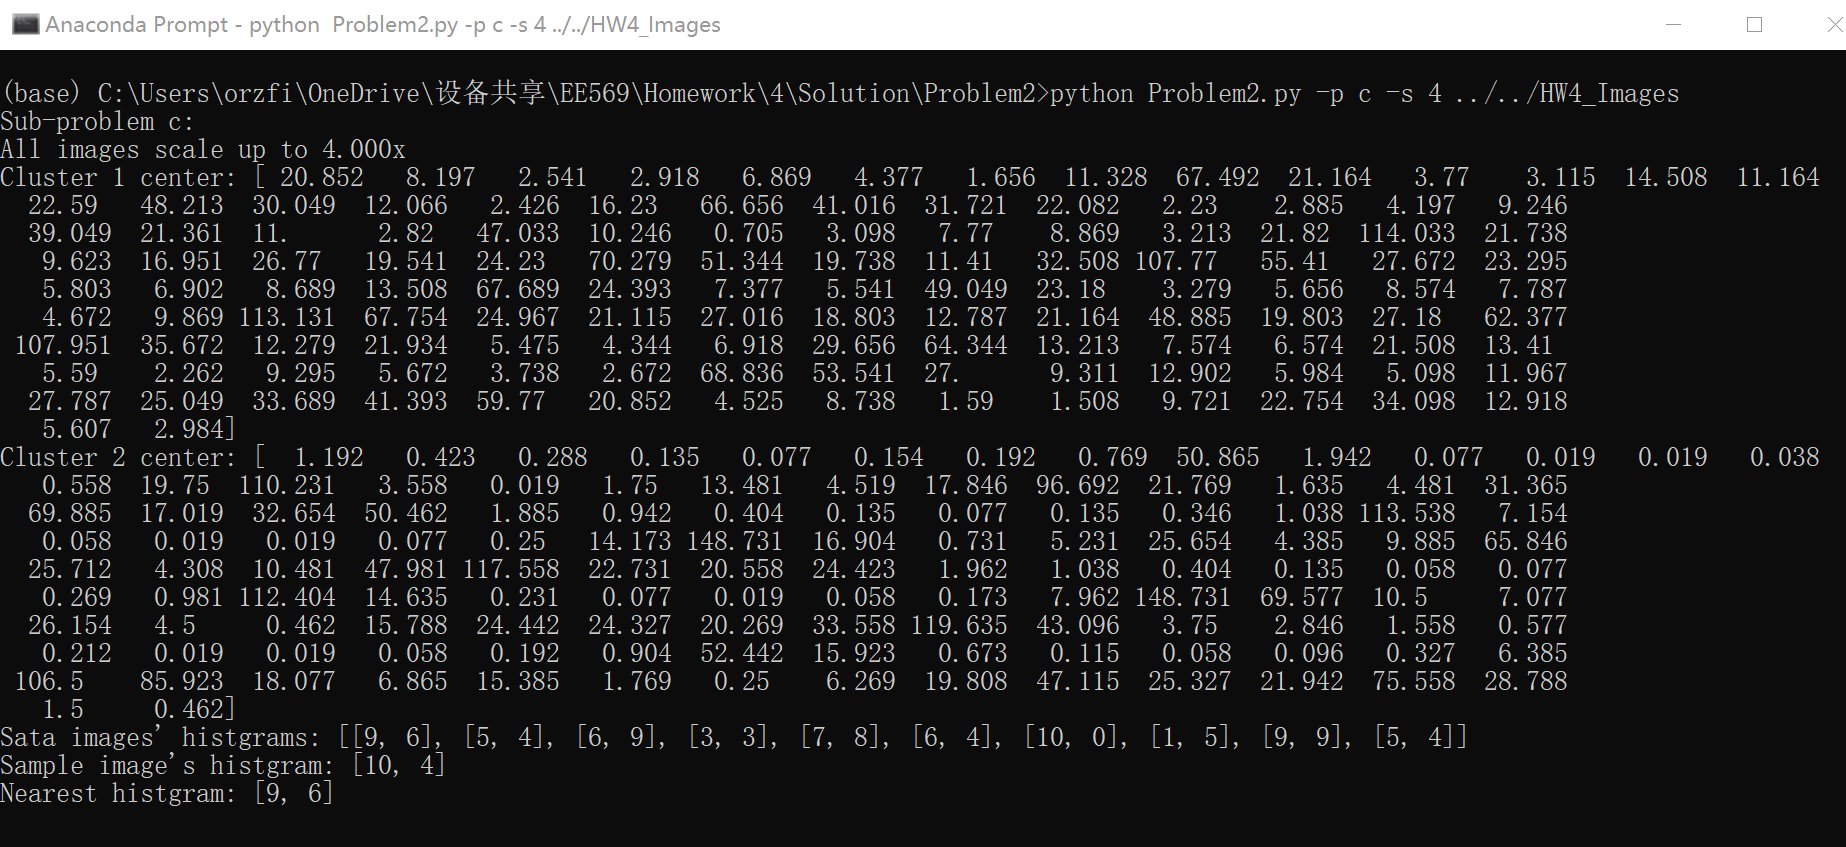 Anaconda Prompt - python  Problem2.py -p c -s 4 ../../HW4_Images
(base) C:\Users\orzfi\OneDrive\设备共享\EE569\Homework\4\Solution\Problem2>python Problem2.py -p c -s 4 ../../HW4_Images
Sub-problem c:
All images scale up to 4.000x
Cluster 1 center: [ 20.852   8.197   2.541   2.918   6.869   4.377   1.656  11.328  67.492  21.164   3.77    3.115  14.508  11.164
  22.59   48.213  30.049  12.066   2.426  16.23   66.656  41.016  31.721  22.082   2.23    2.885   4.197   9.246
  39.049  21.361  11.      2.82   47.033  10.246   0.705   3.098   7.77    8.869   3.213  21.82  114.033  21.738
   9.623  16.951  26.77   19.541  24.23   70.279  51.344  19.738  11.41   32.508 107.77   55.41   27.672  23.295
   5.803   6.902   8.689  13.508  67.689  24.393   7.377   5.541  49.049  23.18    3.279   5.656   8.574   7.787
   4.672   9.869 113.131  67.754  24.967  21.115  27.016  18.803  12.787  21.164  48.885  19.803  27.18   62.377
 107.951  35.672  12.279  21.934   5.475   4.344   6.918  29.656  64.344  13.213   7.574   6.574  21.508  13.41
   5.59    2.262   9.295   5.672   3.738   2.672  68.836  53.541  27.      9.311  12.902   5.984   5.098  11.967
  27.787  25.049  33.689  41.393  59.77   20.852   4.525   8.738   1.59    1.508   9.721  22.754  34.098  12.918
   5.607   2.984]
Cluster 2 center: [  1.192   0.423   0.288   0.135   0.077   0.154   0.192   0.769  50.865   1.942   0.077   0.019   0.019   0.038
   0.558  19.75  110.231   3.558   0.019   1.75   13.481   4.519  17.846  96.692  21.769   1.635   4.481  31.365
  69.885  17.019  32.654  50.462   1.885   0.942   0.404   0.135   0.077   0.135   0.346   1.038 113.538   7.154
   0.058   0.019   0.019   0.077   0.25   14.173 148.731  16.904   0.731   5.231  25.654   4.385   9.885  65.846
  25.712   4.308  10.481  47.981 117.558  22.731  20.558  24.423   1.962   1.038   0.404   0.135   0.058   0.077
   0.269   0.981 112.404  14.635   0.231   0.077   0.019   0.058   0.173   7.962 148.731  69.577  10.5     7.077
  26.154   4.5     0.462  15.788  24.442  24.327  20.269  33.558 119.635  43.096   3.75    2.846   1.558   0.577
   0.212   0.019   0.019   0.058   0.192   0.904  52.442  15.923   0.673   0.115   0.058   0.096   0.327   6.385
 106.5    85.923  18.077   6.865  15.385   1.769   0.25    6.269  19.808  47.115  25.327  21.942  75.558  28.788
   1.5     0.462]
Sata images' histgrams: [[9, 6], [5, 4], [6, 9], [3, 3], [7, 8], [6, 4], [10, 0], [1, 5], [9, 9], [5, 4]]
Sample image's histgram: [10, 4]
Nearest histgram: [9, 6]